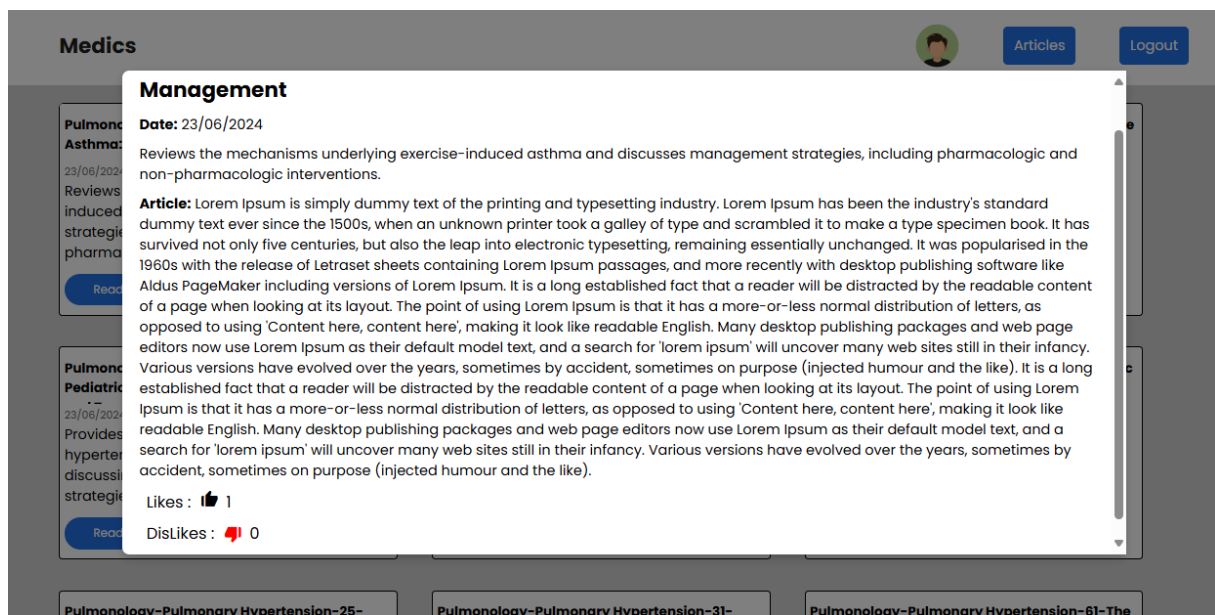 Medics
Articles
Logout
Management
Date: 23/06/2024
Reviews the mechanisms underlying exercise-induced asthma and discusses management strategies, including pharmacologic and
non-pharmacologic interventions.
Article: Lorem Ipsum is simply dummy text of the printing and typesetting industry. Lorem Ipsum has been the industry's standard
dummy text ever since the 1500s, when an unknown printer took a galley of type and scrambled it to make a type specimen book. It has
survived not only five centuries, but also the leap into electronic typesetting, remaining essentially unchanged. It was popularised in the
1960s with the release of Letraset sheets containing Lorem Ipsum passages, and more recently with desktop publishing software like
Aldus PageMaker including versions of Lorem Ipsum. It is a long established fact that a reader will be distracted by the readable content
of a page when looking at its layout. The point of using Lorem Ipsum is that it has a more-or-less normal distribution of letters, as
opposed to using 'Content here, content here', making it look like readable English. Many desktop publishing packages and web page
editors now use Lorem Ipsum as their default model text, and a search for 'lorem ipsum' will uncover many web sites still in their infancy.
Various versions have evolved over the years, sometimes by accident, sometimes on purpose (injected humour and the like). It is a long
established fact that a reader will be distracted by the readable content of a page when looking at its layout. The point of using Lorem
Ipsum is that it has a more-or-less normal distribution of letters, as opposed to using 'Content here, content here', making it look like
readable English. Many desktop publishing packages and web page editors now use Lorem Ipsum as their default model text, and a
search for 'lorem ipsum' will uncover many web sites still in their infancy. Various versions have evolved over the years, sometimes by
accident, sometimes on purpose (injected humour and the like).
Likes : 1
DisLikes : 0
Asthma:
23/06/2024
Reviews
induced
Read
23/06/2024
Provides
Read
Pulmonology-Pulmonary Hypertension-25-
Pulmonology-Pulmonary Hypertension-31-
Pulmonology-Pulmonary Hypertension-61-The